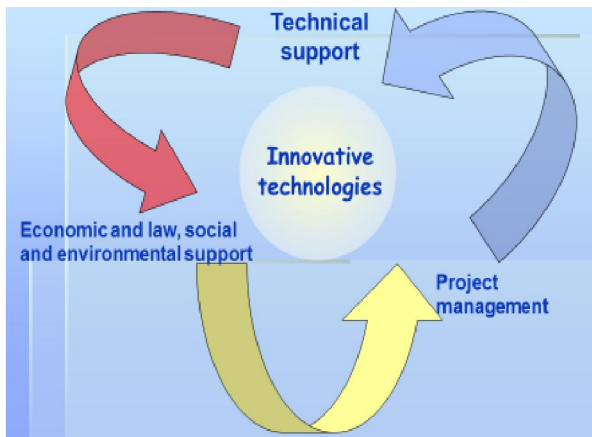 Technical
support
Innovative
technologies
Economic and law, social
and environmental support
Project
management